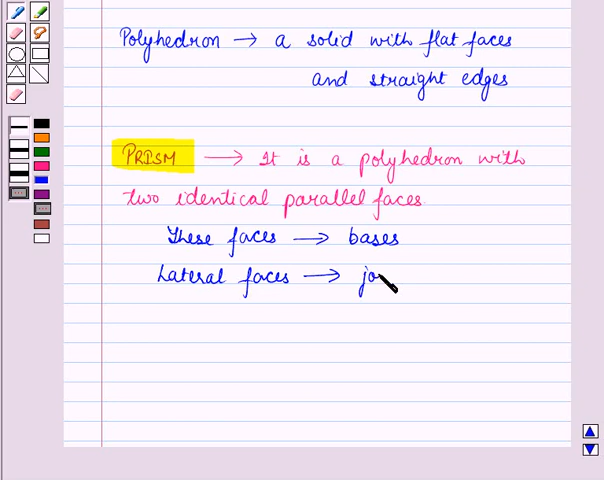 Polyhedron → a solid with flat faces
and straight edges
PRISM → It is a polyhedron with
two identical parallel faces.
These faces → bases
Lateral faces → jo